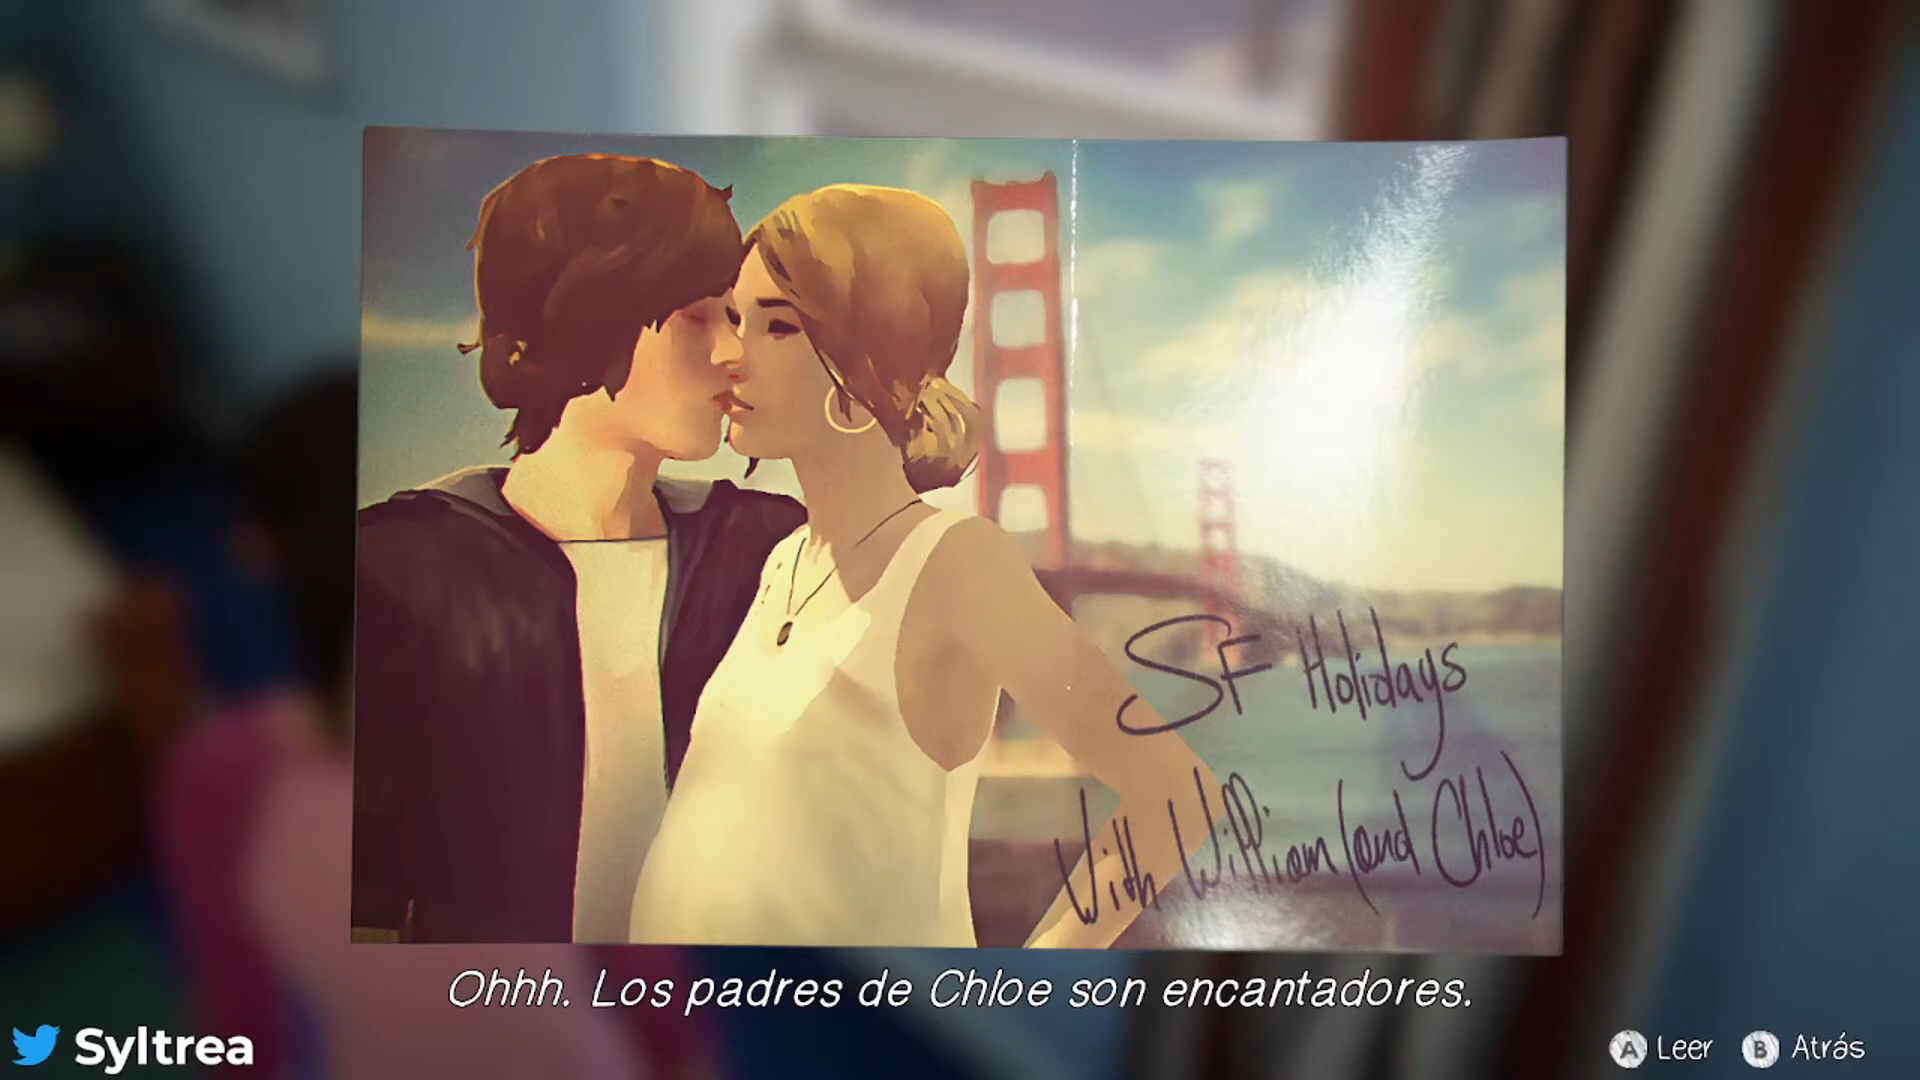 SF Holidays
With William (and Chloe)
Ohhh. Los padres de Chloe son encantadores.
Syltrea
A Leer B Atrás